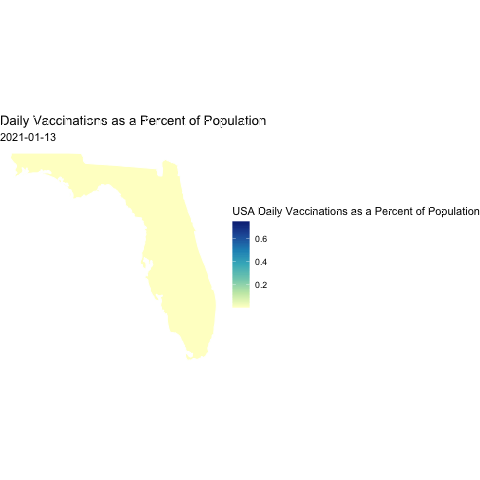 Daily Vaccinations as a Percent of Population
2021-01-13
USA Daily Vaccinations as a Percent of Population
0.6
0.4
0.2